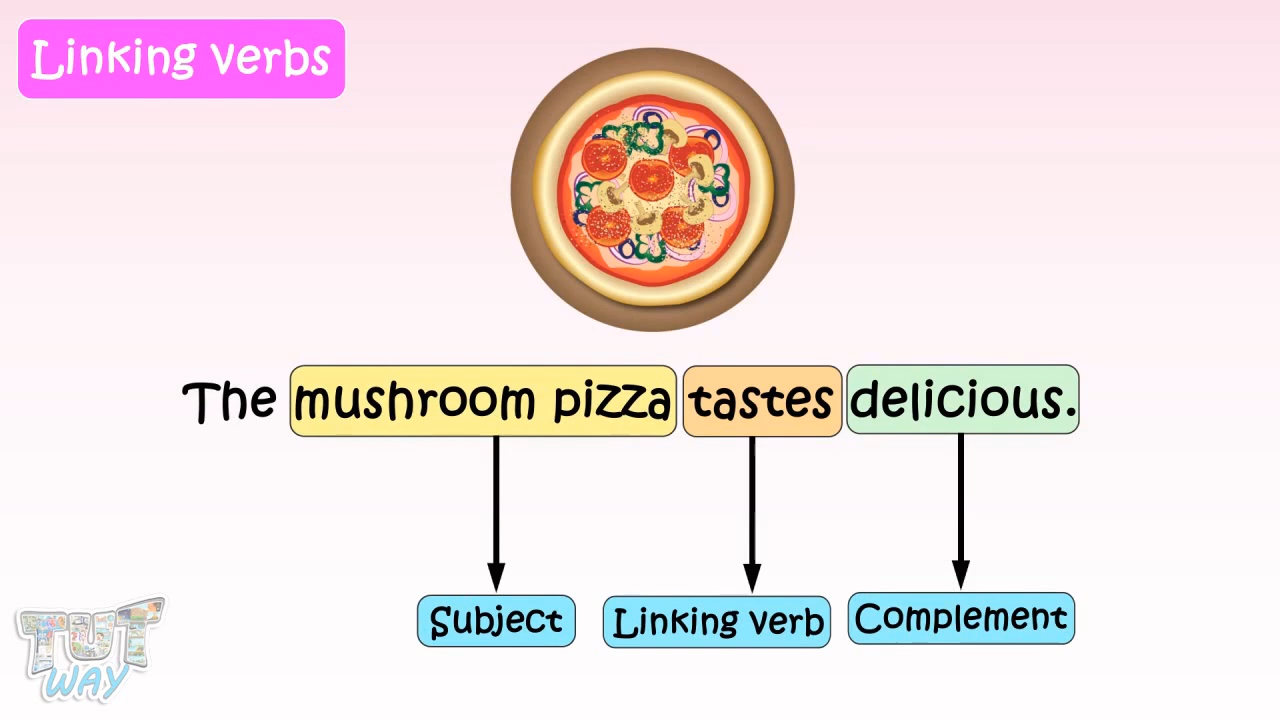 Linking verbs
The mushroom pizza tastes delicious.
Subject Linking verb Complement
TUT
WAY